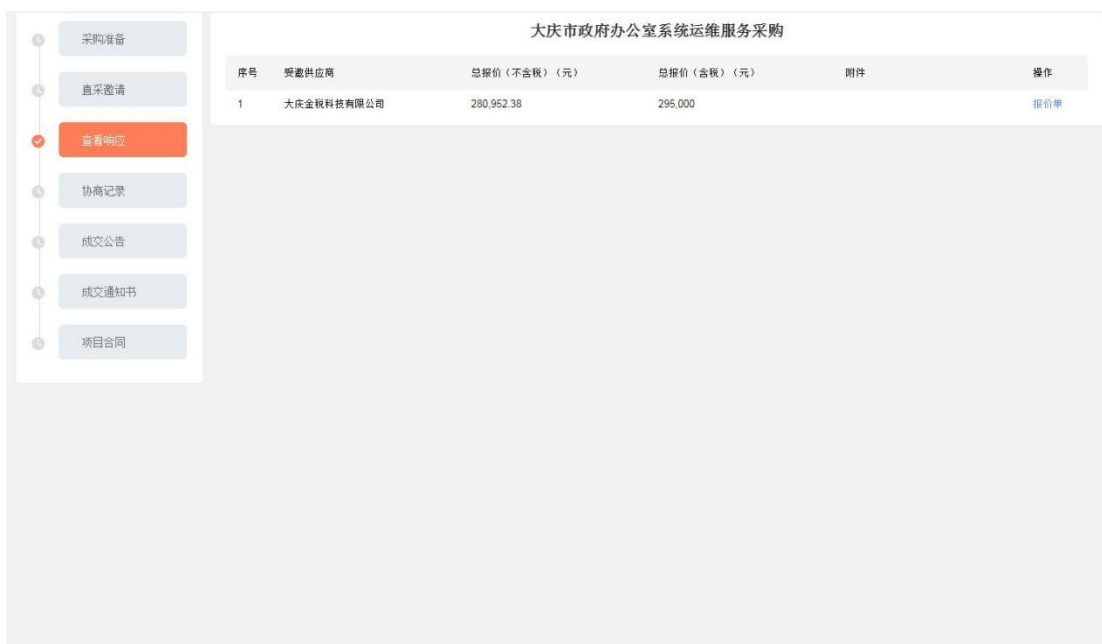 大庆市政府办公室系统运维服务采购
采购准备
直采邀请
查看响应
协商记录
成交公告
成交通知书
项目合同
序号 受邀供应商 总报价（不含税）（元） 总报价（含税）（元） 附件 操作
1 大庆金税科技有限公司 280,952.38 295,000 报价单